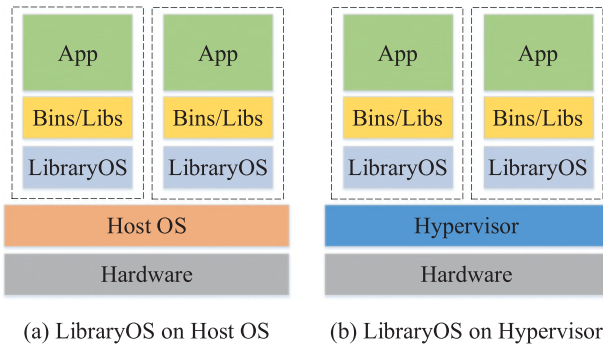 App
App
Bins/Libs
Bins/Libs
LibraryOS
LibraryOS
Host OS
Hardware
(a) LibraryOS on Host OS
App
App
Bins/Libs
Bins/Libs
LibraryOS
LibraryOS
Hypervisor
Hardware
(b) LibraryOS on Hypervisor